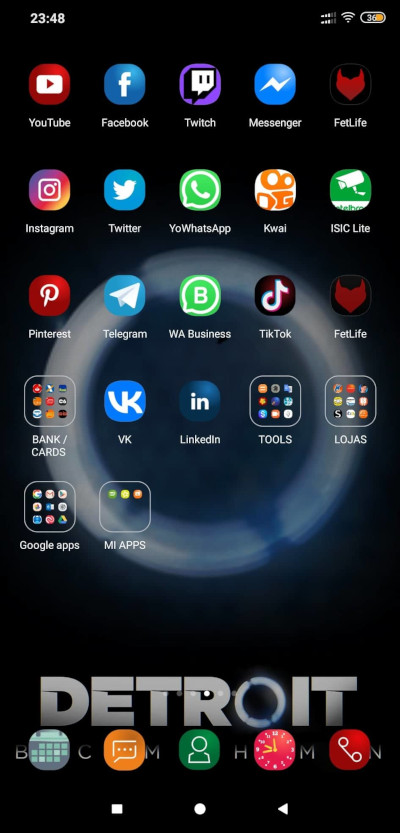 23:48
36
YouTube
Facebook
Twitch
Messenger
FetLife
Instagram
Twitter
YoWhatsApp
Kwai
ISIC Lite
Pinterest
Telegram
WA Business
TikTok
FetLife
BANK /
CARDS
VK
LinkedIn
TOOLS
LOJAS
Google apps
MI APPS
DETROIT
B C M H M N